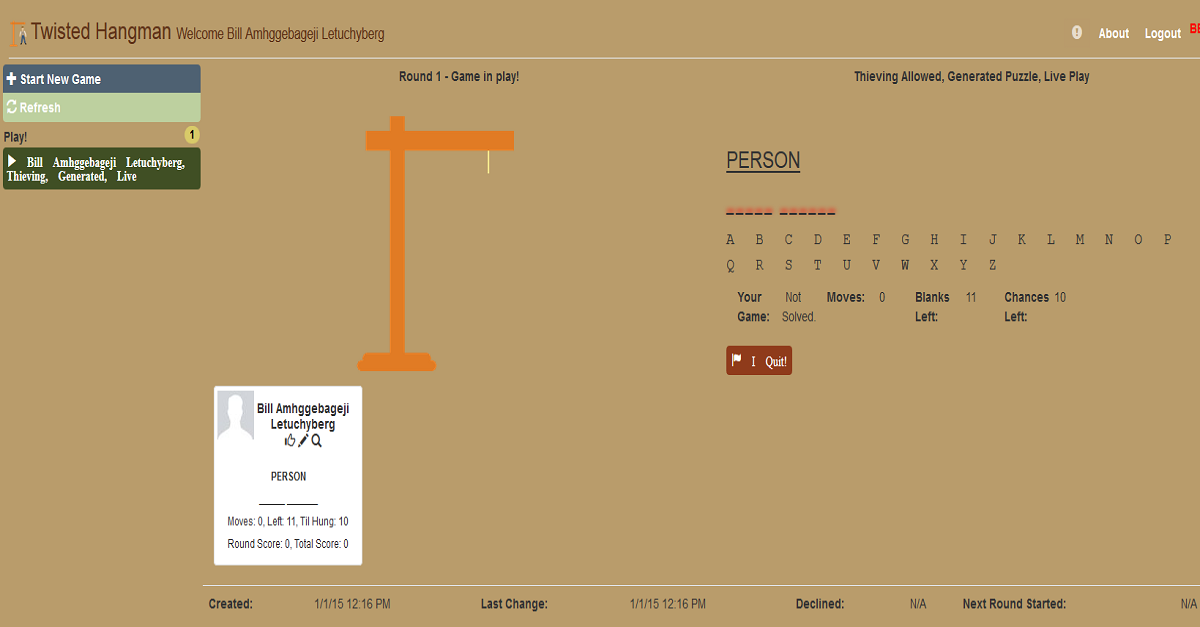 Twisted Hangman Welcome Bill Amhggebageji Letuchyberg
About Logout BE
Start New Game
Refresh
Play! 1
Bill Amhggebageji Letuchyberg,
Thieving, Generated, Live
Round 1 - Game in play!
Thieving Allowed, Generated Puzzle, Live Play
PERSON
_____ ______
A B C D E F G H I J K L M N O P
Q R S T U V W X Y Z
Your Game: Not Solved. Moves: 0 Blanks Left: 11 Chances Left: 10
I Quit!
Bill Amhggebageji
Letuchyberg
PERSON
_____ ______
Moves: 0, Left: 11, Til Hung: 10
Round Score: 0, Total Score: 0
Created: 1/1/15 12:16 PM Last Change: 1/1/15 12:16 PM Declined: N/A Next Round Started: N/A